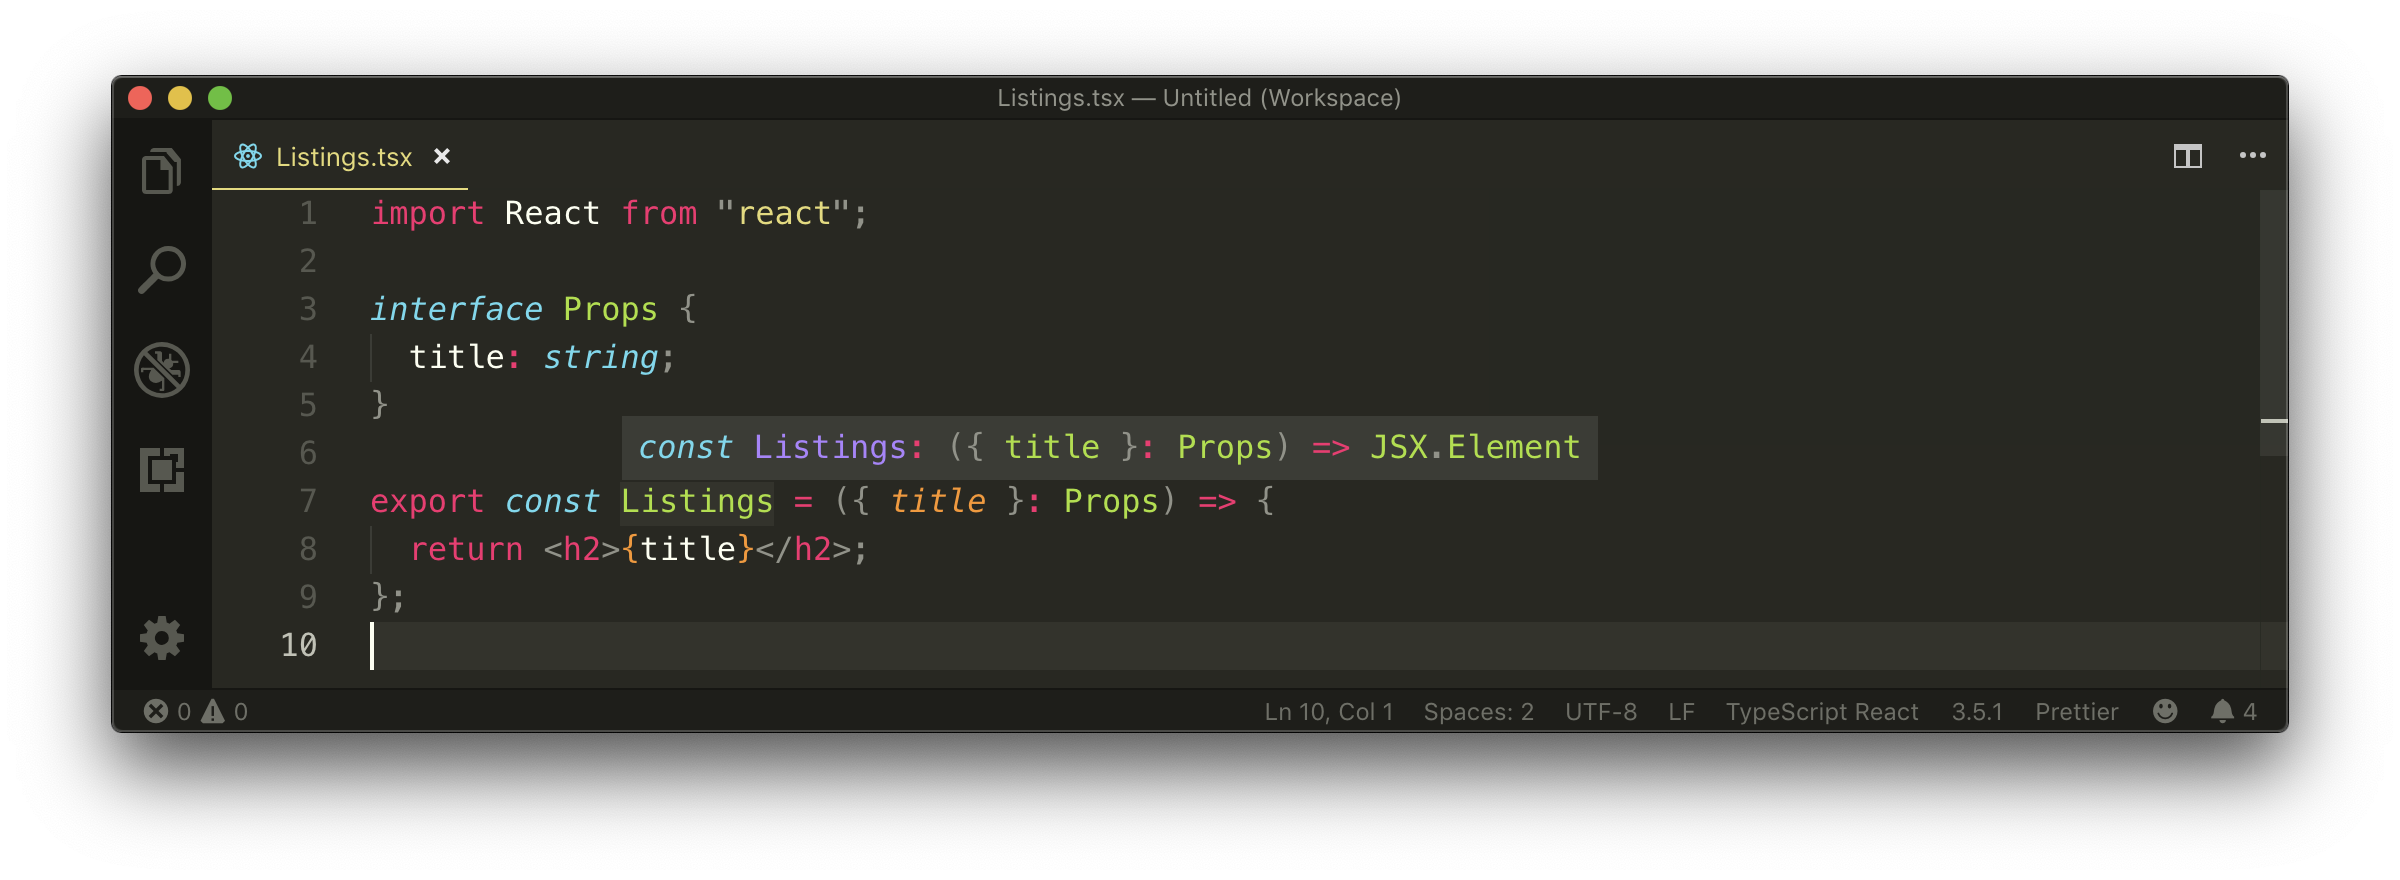 Listings.tsx — Untitled (Workspace)
Listings.tsx
1 import React from "react";
2
3 interface Props {
4   title: string;
5 }
6
const Listings: ({ title }: Props) => JSX.Element
7 export const Listings = ({ title }: Props) => {
8   return <h2>{title}</h2>;
9 };
10
0 0 Ln 10, Col 1 Spaces: 2 UTF-8 LF TypeScript React 3.5.1 Prettier 4